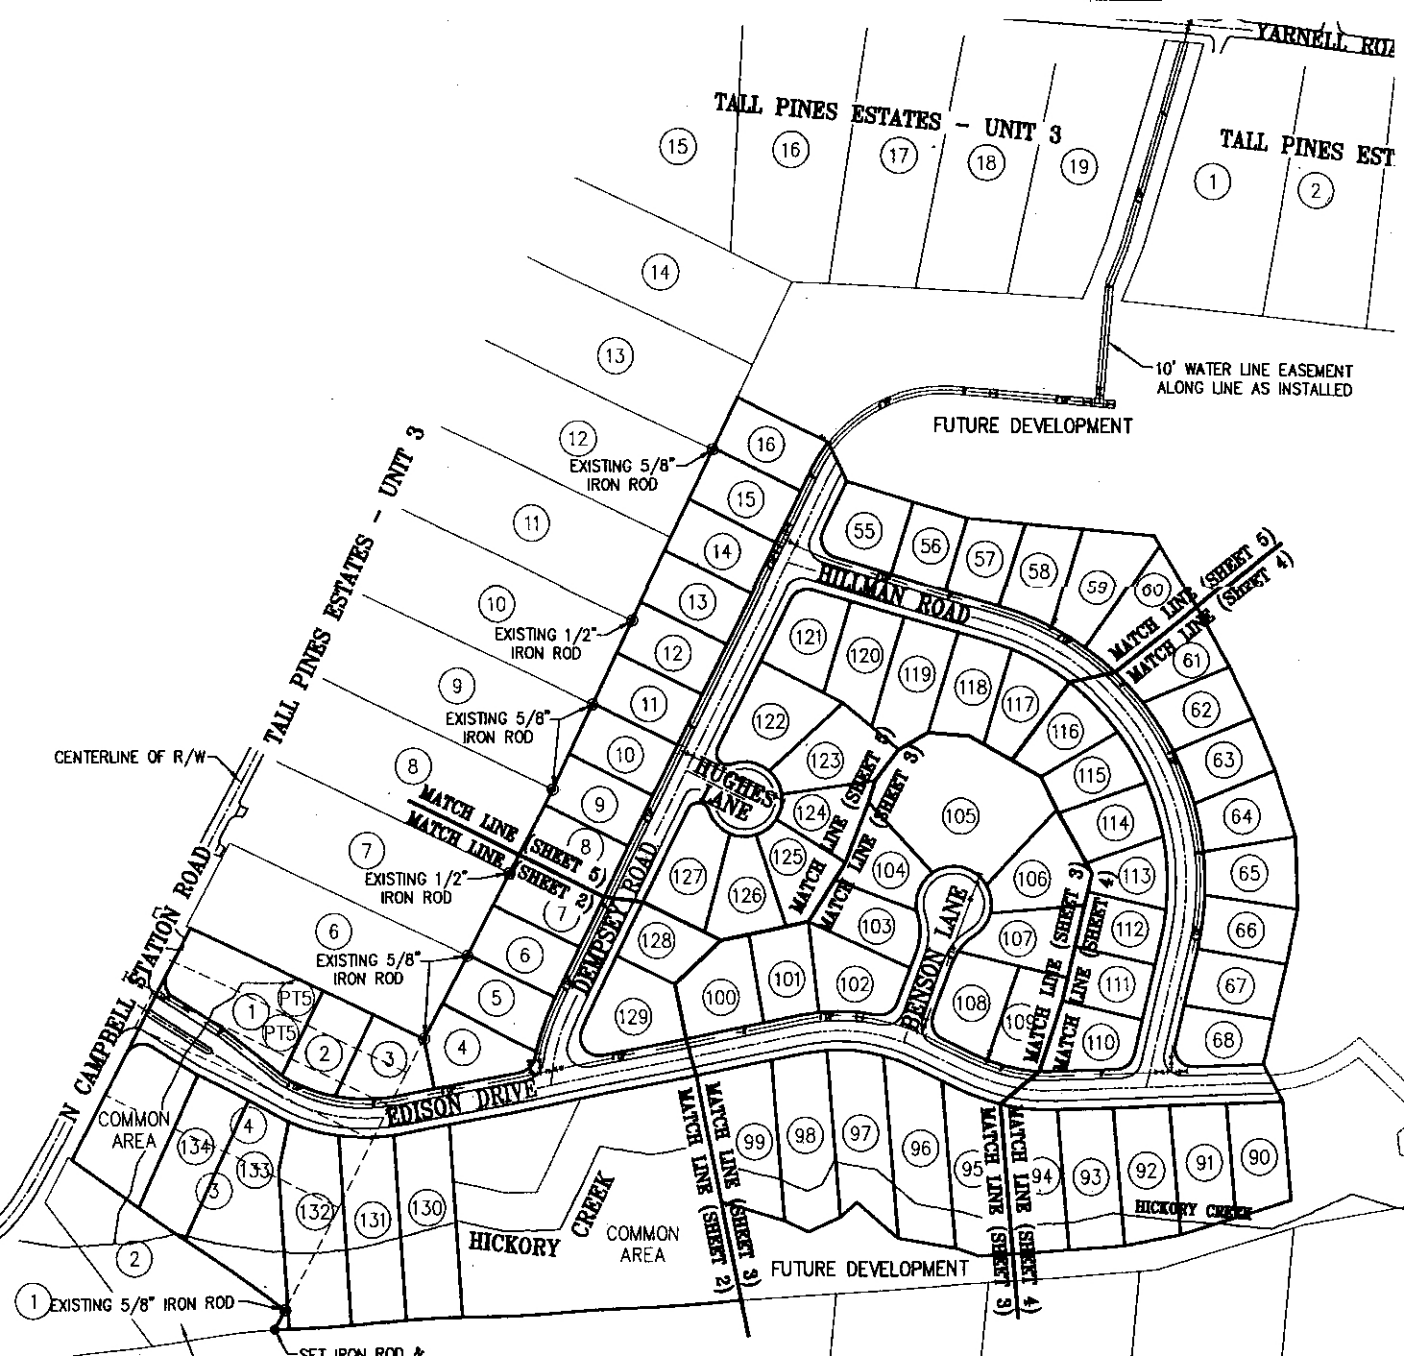 YARNELL ROA
TALL PINES ESTATES - UNIT 3
TALL PINES EST
15
16
17
18
19
1
2
14
13
10' WATER LINE EASEMENT
ALONG LINE AS INSTALLED
FUTURE DEVELOPMENT
12
EXISTING 5/8"
IRON ROD
16
15
14
13
12
11
10
9
8
7
6
5
4
TALL PINES ESTATES - UNIT 3
11
10
EXISTING 1/2"
IRON ROD
9
EXISTING 5/8"
IRON ROD
CENTERLINE OF R/W
8
MATCH LINE (SHEET 5)
MATCH LINE (SHEET 2)
7
EXISTING 1/2"
IRON ROD
6
EXISTING 5/8"
IRON ROD
55
56
57
58
59
60
MATCH LINE (SHEET 5)
MATCH LINE (SHEET 4)
61
62
63
64
65
66
67
68
HILLMAN ROAD
121
120
119
118
117
116
115
114
113
112
111
110
122
123
124
125
126
127
128
129
HUGHES
LANE
MATCH LINE (SHEET 5)
MATCH LINE (SHEET 3)
105
104
103
106
107
108
109
BENSON LANE
MATCH LINE (SHEET 3)
MATCH LINE (SHEET 4)
100
101
102
DEMPSEY ROAD
N CAMPBELL STATION ROAD
1
PT5
PT5
2
3
EDISON DRIVE
COMMON
AREA
134
4
133
3
132
131
130
2
1
EXISTING 5/8" IRON ROD
SET IRON ROD &
HICKORY
CREEK
COMMON
AREA
MATCH LINE (SHEET 3)
MATCH LINE (SHEET 2)
99
98
97
96
95
94
93
92
91
90
MATCH LINE (SHEET 4)
MATCH LINE (SHEET 3)
HICKORY CREEK
FUTURE DEVELOPMENT